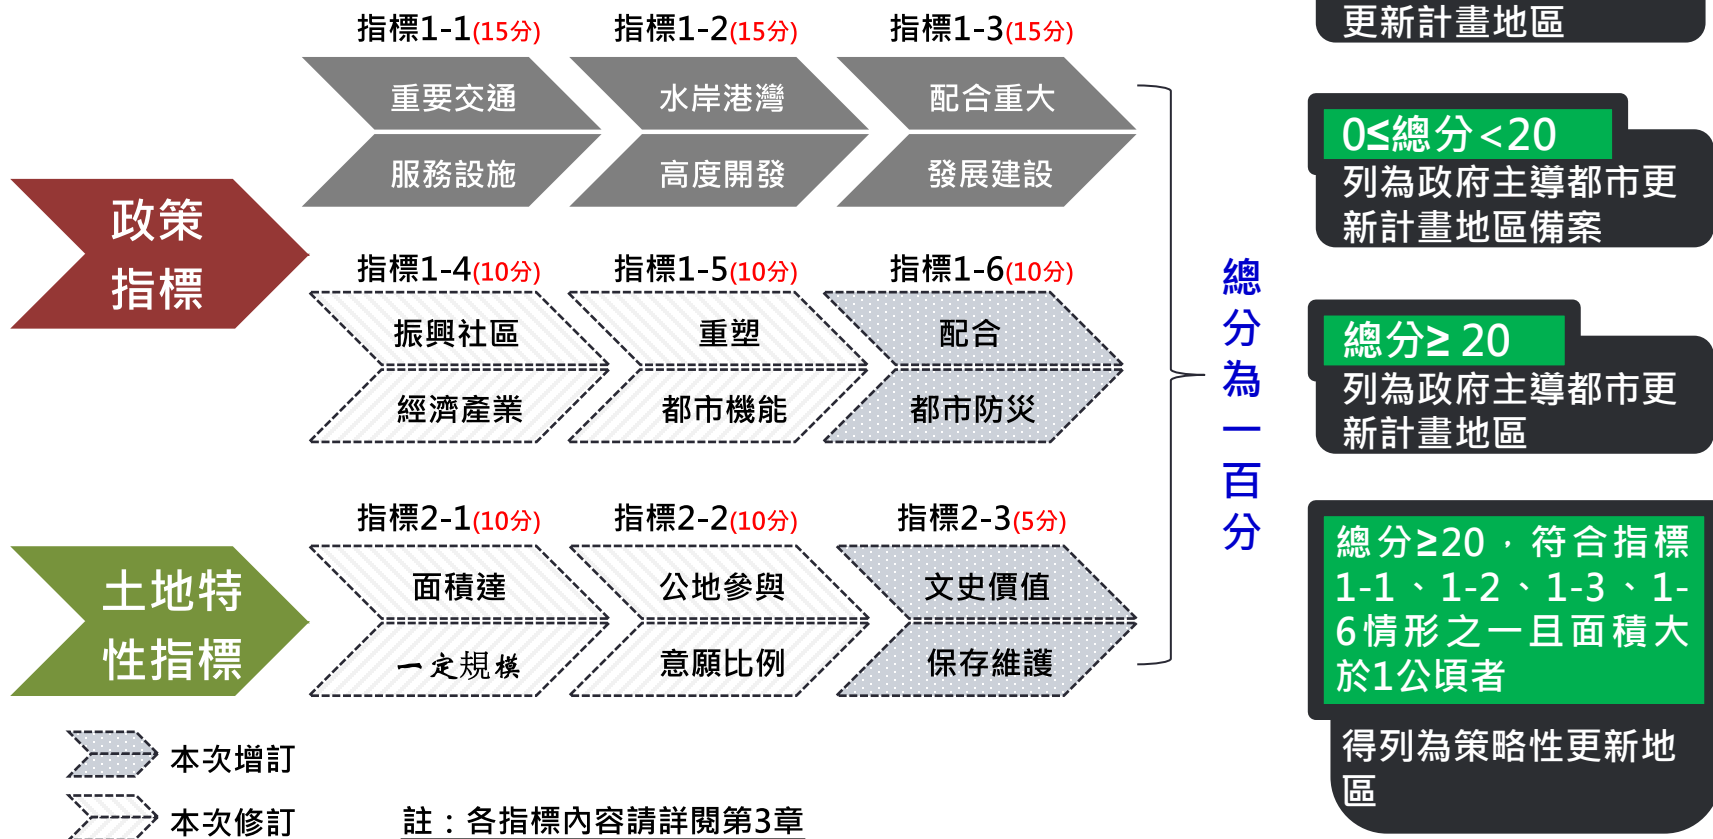 指標1-1(15分)
指標1-2(15分)
指標1-3(15分)
重要交通
服務設施
水岸港灣
高度開發
配合重大
發展建設
政策
指標
指標1-4(10分)
指標1-5(10分)
指標1-6(10分)
振興社區
經濟產業
重塑
都市機能
配合
都市防災
指標2-1(10分)
指標2-2(10分)
指標2-3(5分)
土地特
性指標
面積達
一定規模
公地參與
意願比例
文史價值
保存維護
本次增訂
本次修訂
註：各指標內容請詳閱第3章
總
分
為
一
百
分
更新計畫地區
0≤總分<20
列為政府主導都市更
新計畫地區備案
總分≥ 20
列為政府主導都市更
新計畫地區
總分≥20，符合指標
1-1、1-2、1-3、1-
6情形之一且面積大
於1公頃者
得列為策略性更新地
區